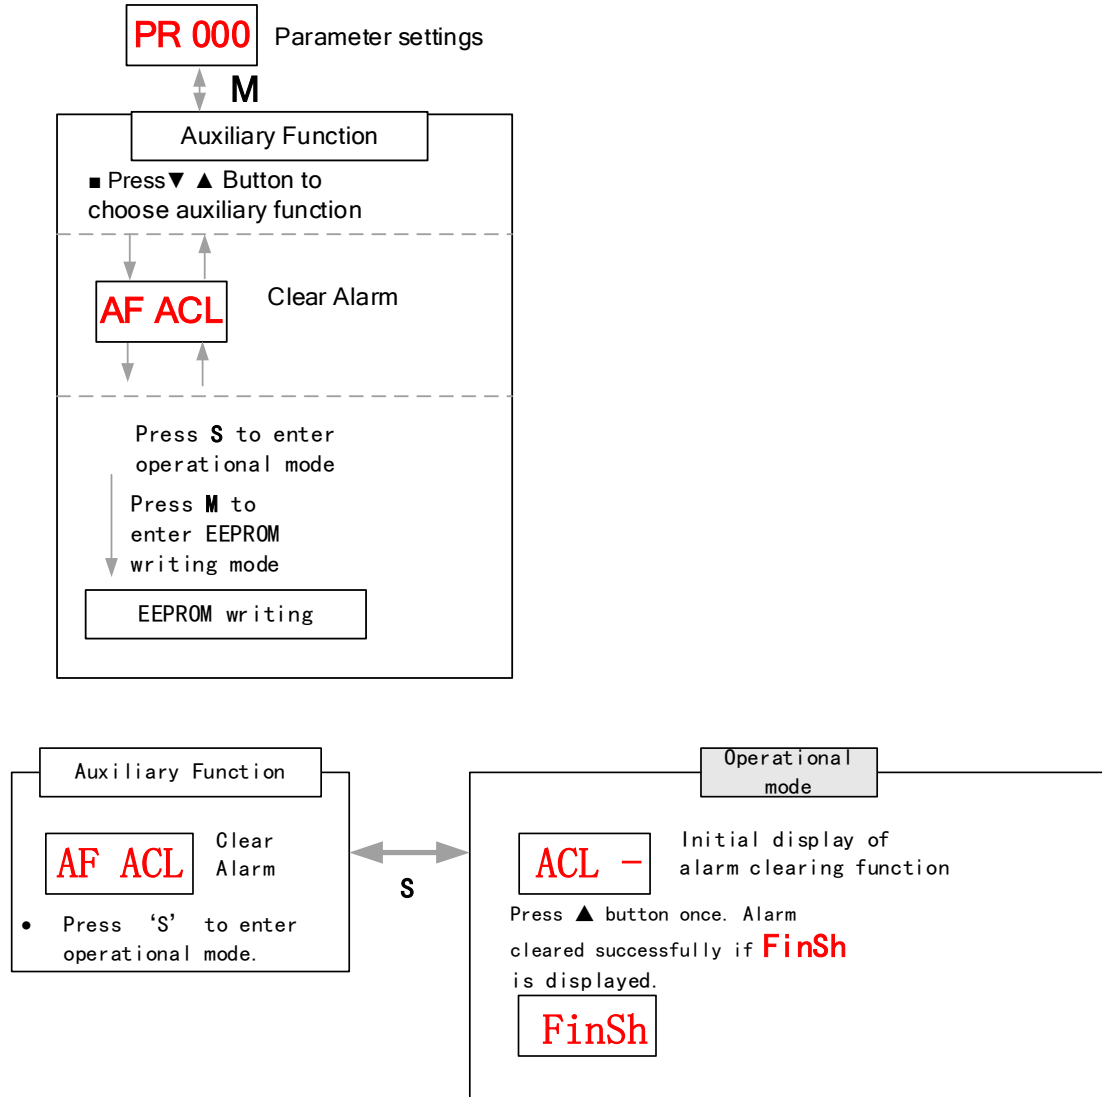 PR 000 Parameter settings
M
Auxiliary Function
■ Press▼ ▲ Button to
choose auxiliary function
AF ACL Clear Alarm
Press S to enter
operational mode
Press M to
enter EEPROM
writing mode
EEPROM writing
Auxiliary Function
AF ACL
Clear
Alarm
• Press ‘S’ to enter
operational mode.
S
Operational
mode
ACL -
Initial display of
alarm clearing function
Press ▲ button once. Alarm
cleared successfully if FinSh
is displayed.
FinSh